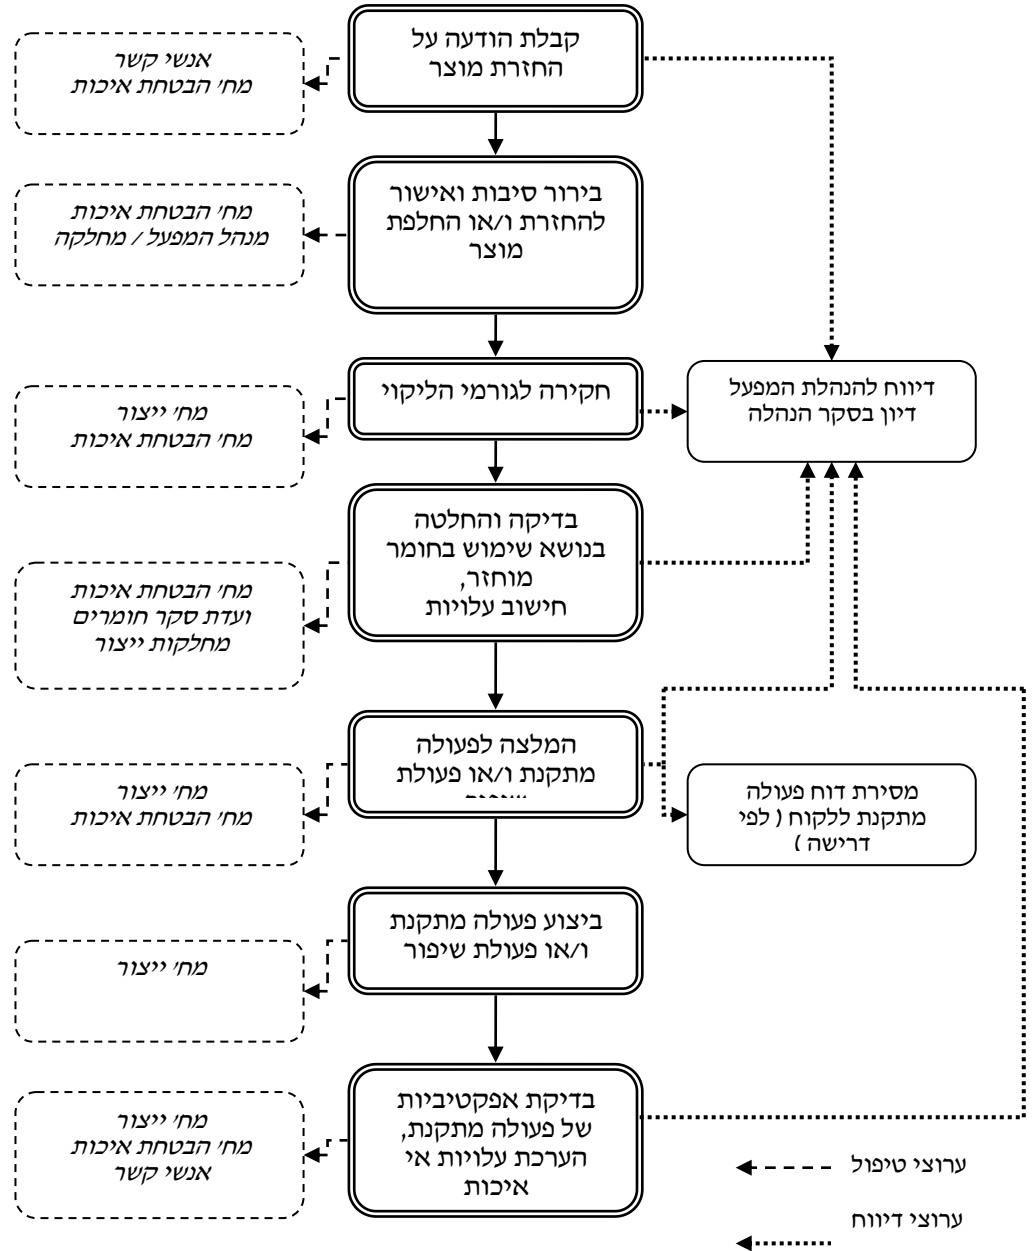 קבלת הודעה על
החזרת מוצר
אנשי קשר
מח׳ הבטחת איכות
בירור סיבות ואישור
להחזרת ו/או החלפת
מוצר
מח׳ הבטחת איכות
מנהל המפעל / מחלקה
חקירה לגורמי הליקוי
דיווח להנהלת המפעל
דיון בסקר הנהלה
מח׳ ייצור
מח׳ הבטחת איכות
בדיקה והחלטה
בנושא שימוש בחומר
מוחזר,
חישוב עלויות
מח׳ הבטחת איכות
ועדת סקר חומרים
מחלקות ייצור
המלצה לפעולה
מתקנת ו/או פעולת
מסירת דוח פעולה
מתקנת ללקוח ( לפי
דרישה )
מח׳ ייצור
מח׳ הבטחת איכות
ביצוע פעולה מתקנת
ו/או פעולת שיפור
מח׳ ייצור
בדיקת אפקטיביות
של פעולה מתקנת,
הערכת עלויות אי
איכות
מח׳ ייצור
מח׳ הבטחת איכות
אנשי קשר
ערוצי טיפול
ערוצי דיווח